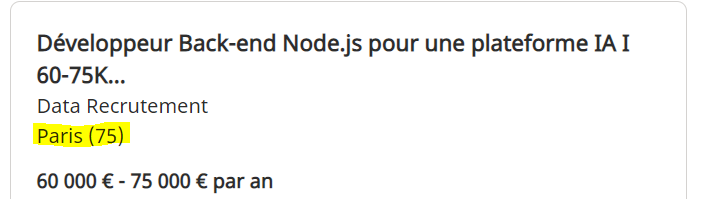 Développeur Back-end Node.js pour une plateforme IA I
60-75K...
Data Recrutement
Paris (75)
60 000 € - 75 000 € par an